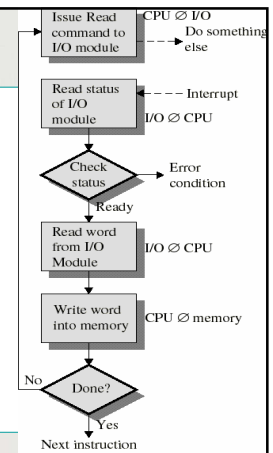 Issue Read
command to
I/O module
CPU ∅ I/O
Do something
else
Read status
of I/O
module
Interrupt
I/O ∅ CPU
Check
status
Error
condition
Ready
Read word
from I/O
Module
I/O ∅ CPU
Write word
into memory
CPU ∅ memory
No
Done?
Yes
Next instruction